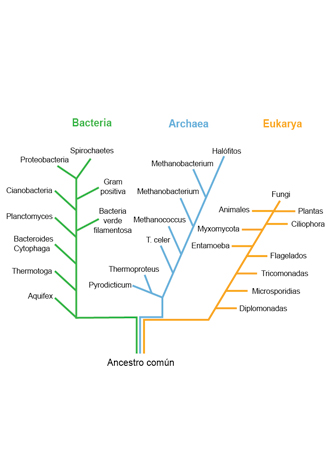 Bacteria
Archaea
Eukarya
Spirochaetes
Proteobacteria
Cianobacteria
Gram
positiva
Planctomyces
Bacteria
verde
filamentosa
Bacteroides
Cytophaga
Thermotoga
Aquifex
Halófitos
Methanobacterium
Methanobacterium
Methanococcus
T. celer
Thermoproteus
Pyrodicticum
Fungi
Animales
Plantas
Ciliophora
Myxomycota
Entamoeba
Flagelados
Tricomonadas
Microsporidias
Diplomonadas
Ancestro común